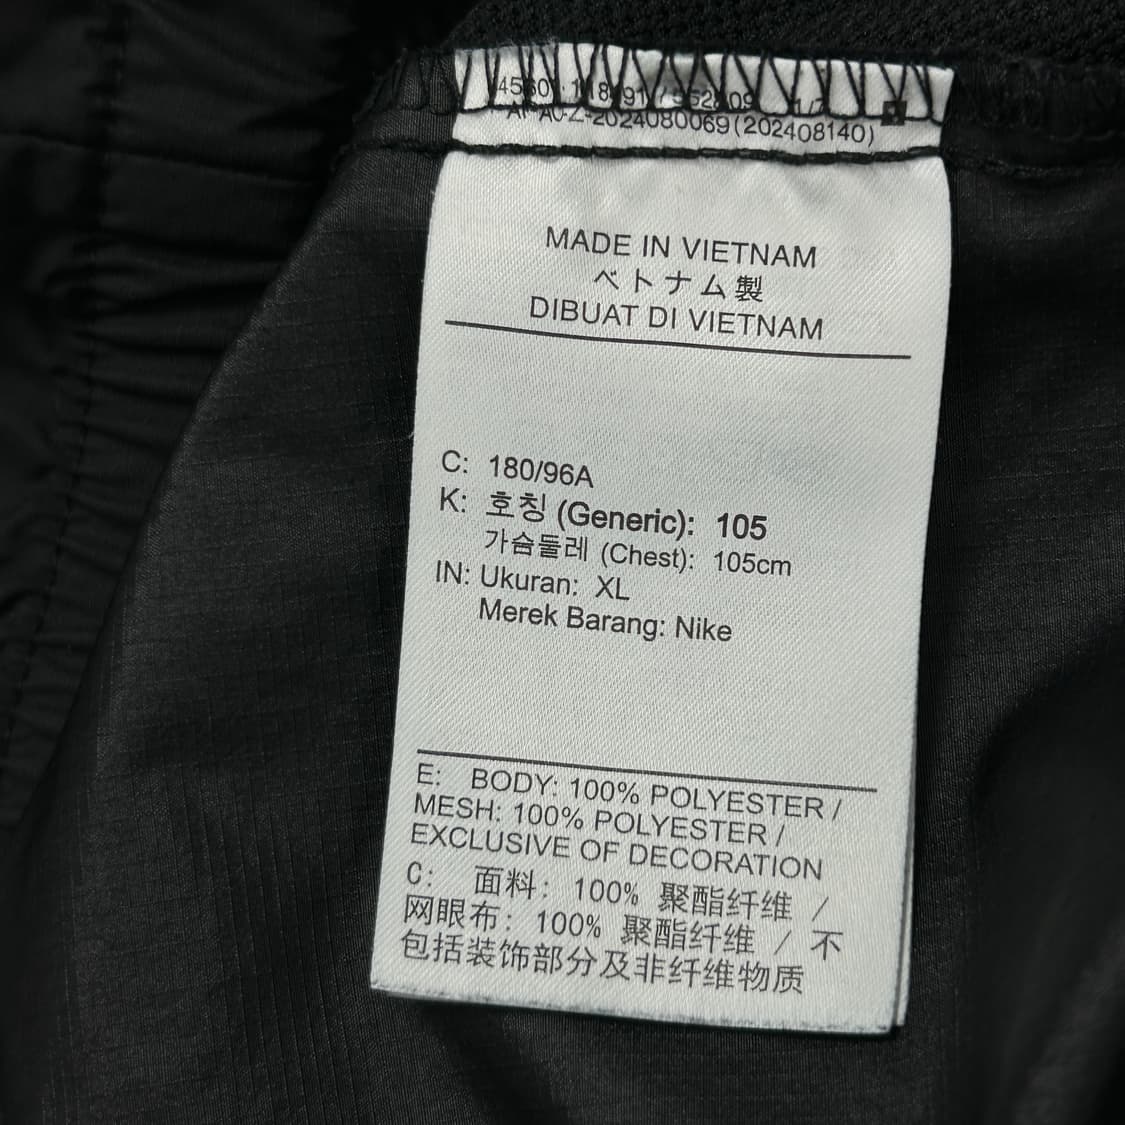 2024080069(202408140)
MADE IN VIETNAM
ベトナム製
DIBUAT DI VIETNAM
C: 180/96A
K: 호칭 (Generic): 105
가슴둘레 (Chest): 105cm
IN: Ukuran: XL
Merek Barang: Nike
E: BODY: 100% POLYESTER /
MESH: 100% POLYESTER /
EXCLUSIVE OF DECORATION
C: 面料: 100% 聚酯纤维 /
网眼布: 100% 聚酯纤维 / 不
包括装饰部分及非纤维物质